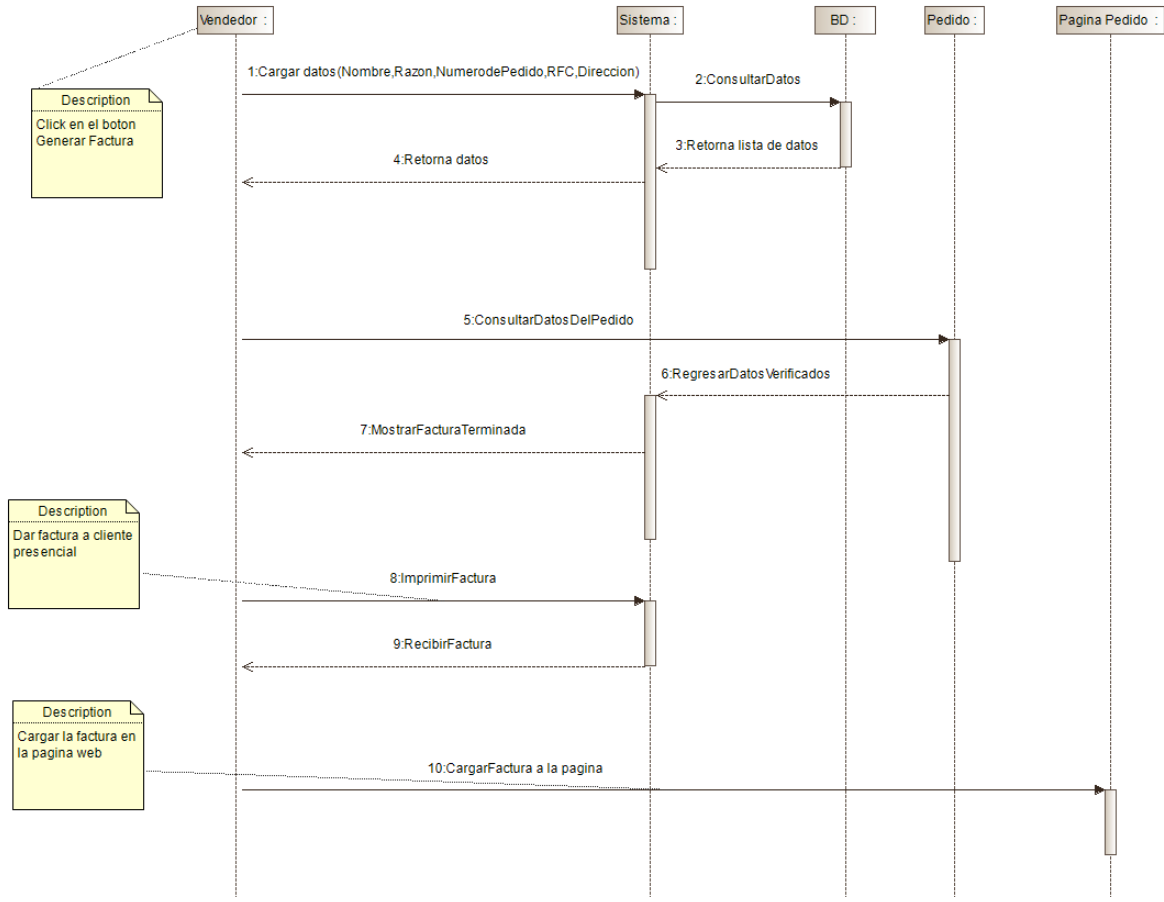 Vendedor :
Sistema :
BD :
Pedido :
Pagina Pedido :
1:Cargar datos(Nombre,Razon,NumerodePedido,RFC,Direccion)
2:ConsultarDatos
Description
Click en el boton
Generar Factura
3:Retorna lista de datos
4:Retorna datos
5:ConsultarDatosDelPedido
6:RegresarDatosVerificados
7:MostrarFacturaTerminada
Description
Dar factura a cliente
presencial
8:ImprimirFactura
9:RecibirFactura
Description
Cargar la factura en
la pagina web
10:CargarFactura a la pagina